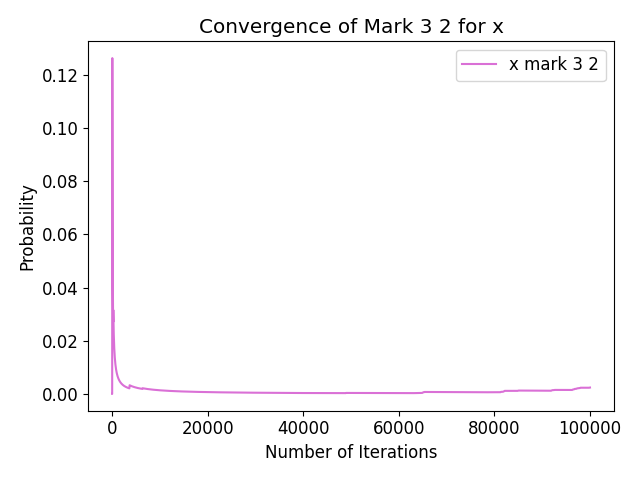 Convergence of Mark 3 2 for x
x mark 3 2
0.12
0.10
0.08
0.06
0.04
0.02
0.00
Probability
0 20000 40000 60000 80000 100000
Number of Iterations